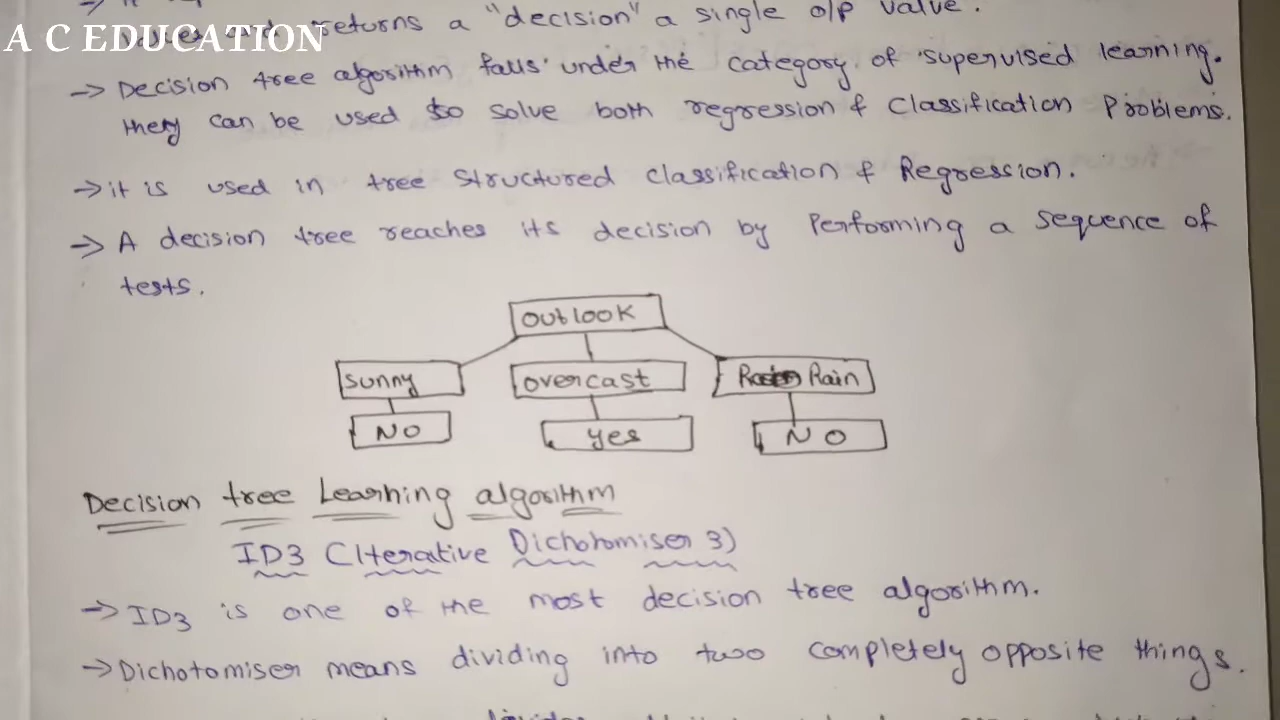 values and returns a "decision" a single o/p value.
A C EDUCATION
→ Decision tree algorithm falls under the category of supervised learning.
they can be used to solve both regression & classification Problems.
→ it is used in tree structured classification & Regression.
→ A decision tree reaches its decision by Performing a sequence of
tests.
outlook
sunny overcast Rain
NO yes NO
Decision tree Learning algorithm
ID3 (Iterative Dichotomiser 3)
→ ID3 is one of the most decision tree algorithm.
→ Dichotomiser means dividing into two completely opposite things.